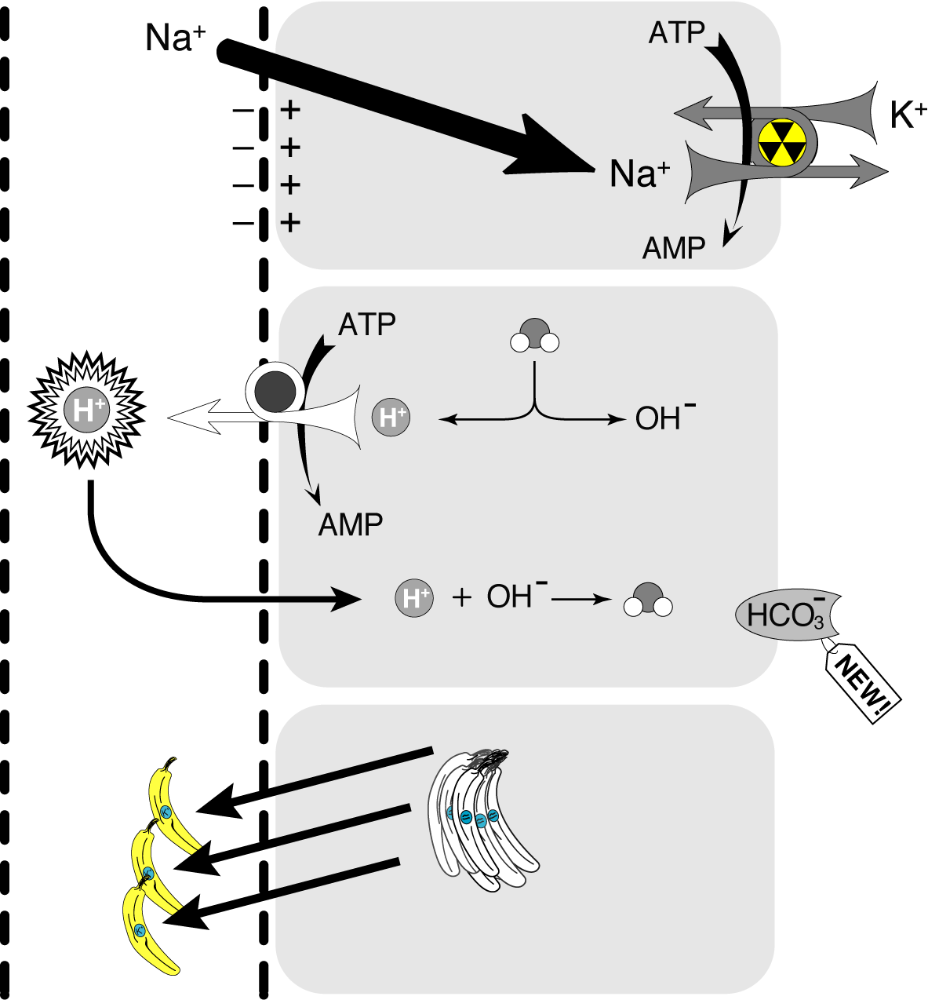 Na⁺
ATP
K⁺
− +
− +
− +
− +
Na⁺
AMP
ATP
H⁺
H⁺
OH⁻
AMP
H⁺ + OH⁻
HCO₃⁻
NEW!
K⁺
K⁺
K⁺